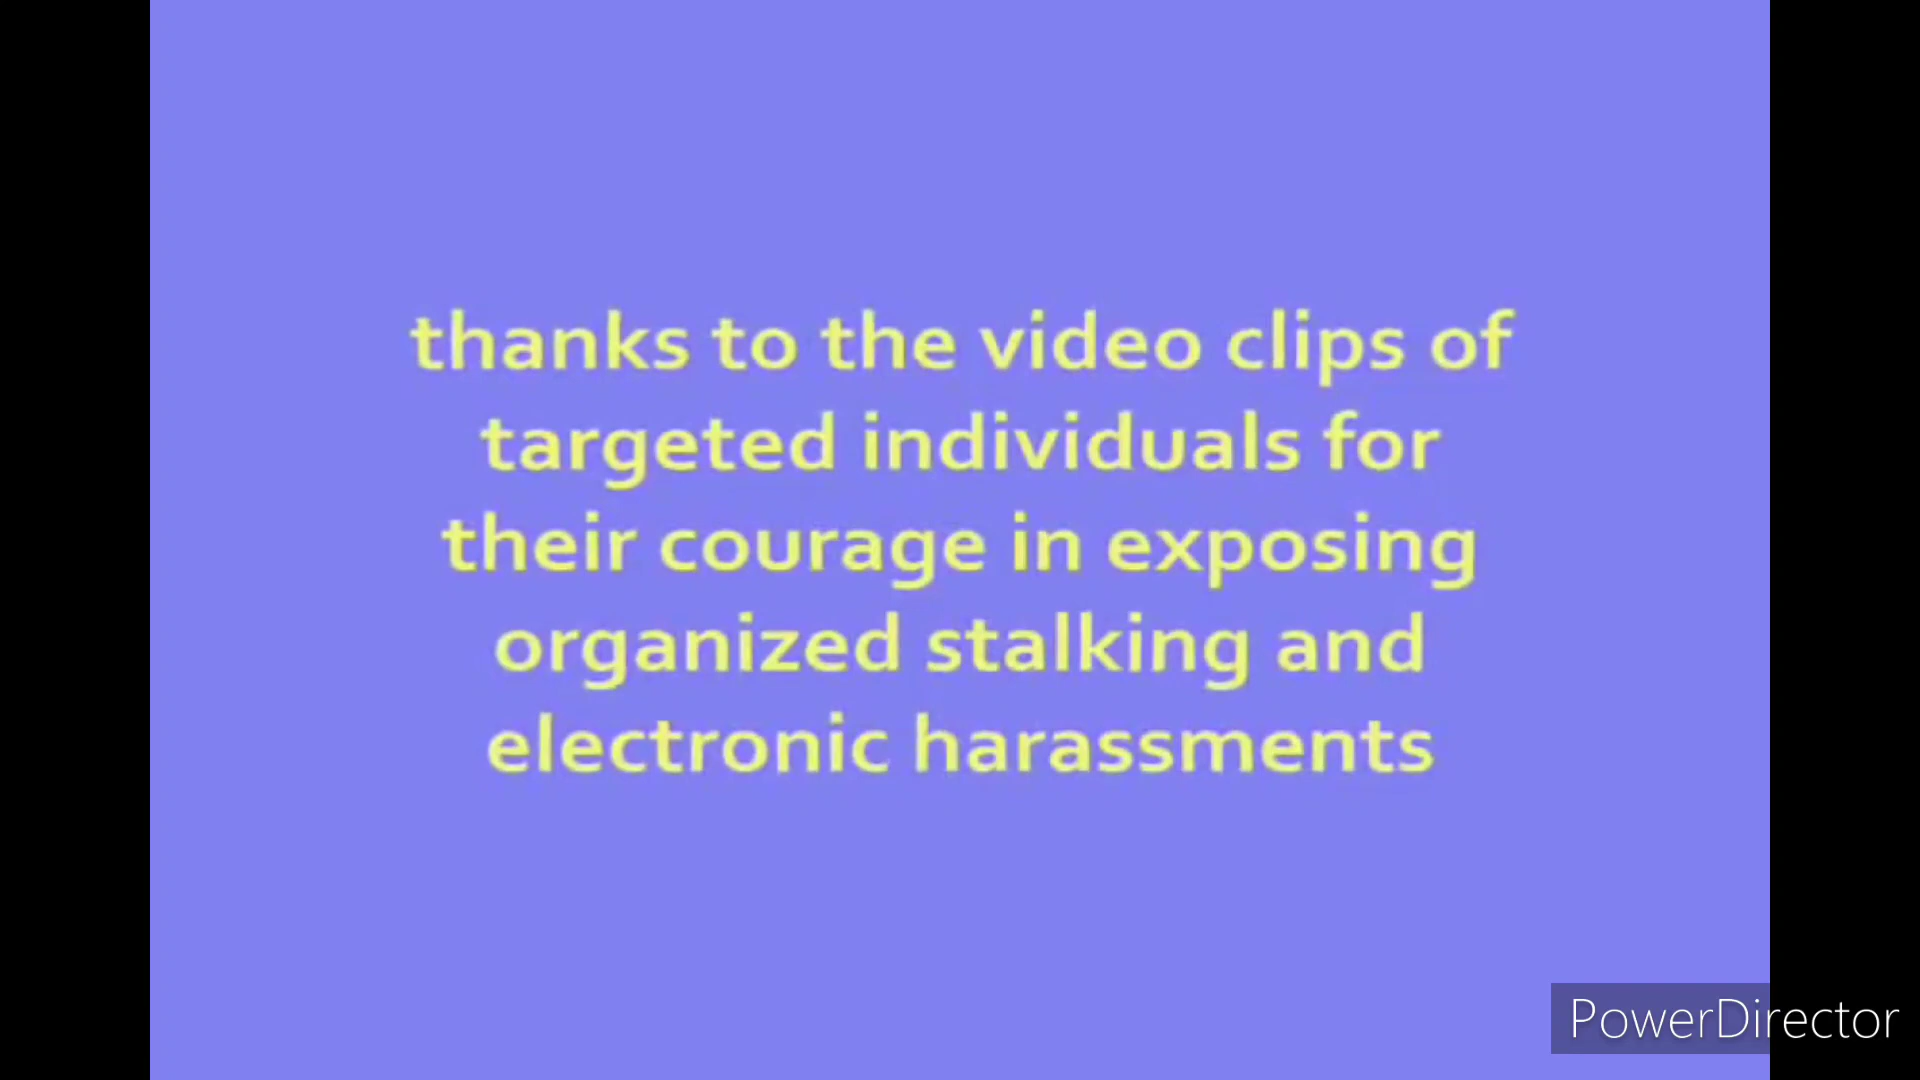 thanks to the video clips of
targeted individuals for
their courage in exposing
organized stalking and
electronic harassments
PowerDirector